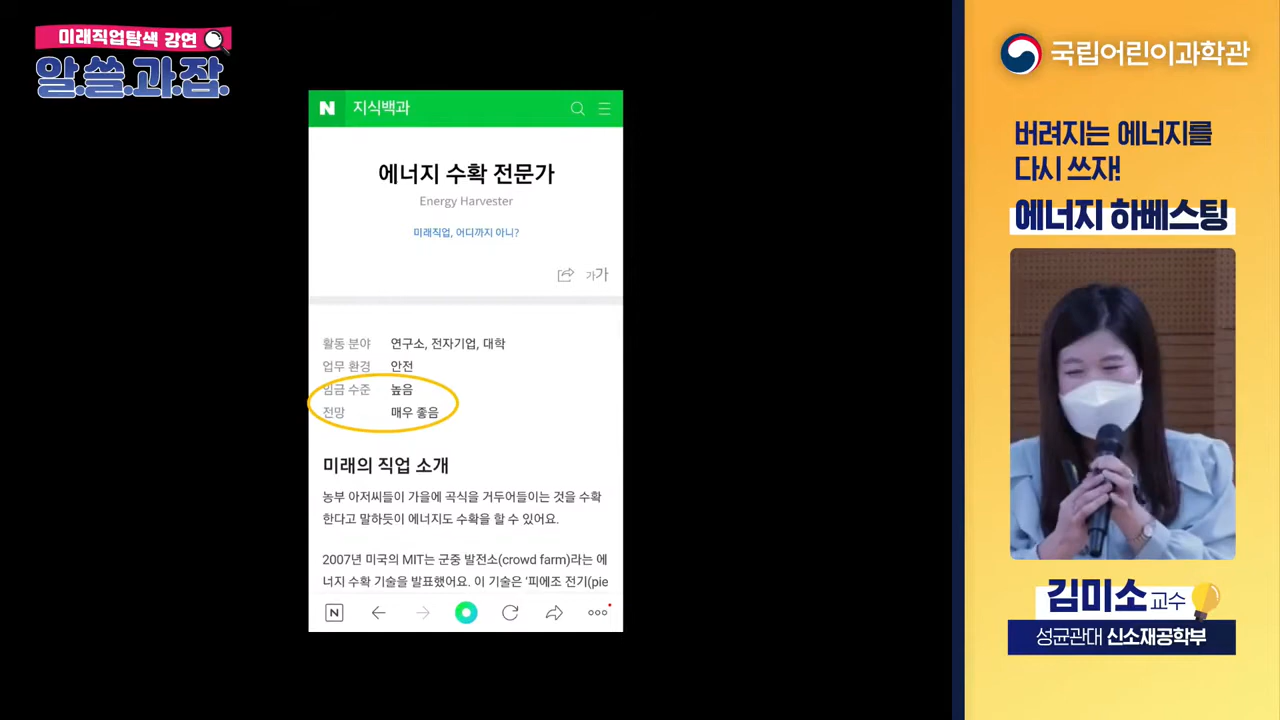 미래직업탐색 강연
알.쓸.과.잡.
N 지식백과
에너지 수확 전문가
Energy Harvester
미래직업, 어디까지 아니?
가가
활동 분야 연구소, 전자기업, 대학
업무 환경 안전
임금 수준 높음
전망 매우 좋음
미래의 직업 소개
농부 아저씨들이 가을에 곡식을 거두어들이는 것을 수확
한다고 말하듯이 에너지도 수확을 할 수 있어요.
2007년 미국의 MIT는 군중 발전소(crowd farm)라는 에
너지 수확 기술을 발표했어요. 이 기술은 '피에조 전기(pie
N
국립어린이과학관
버려지는 에너지를
다시 쓰자!
에너지 하베스팅
김미소 교수
성균관대 신소재공학부